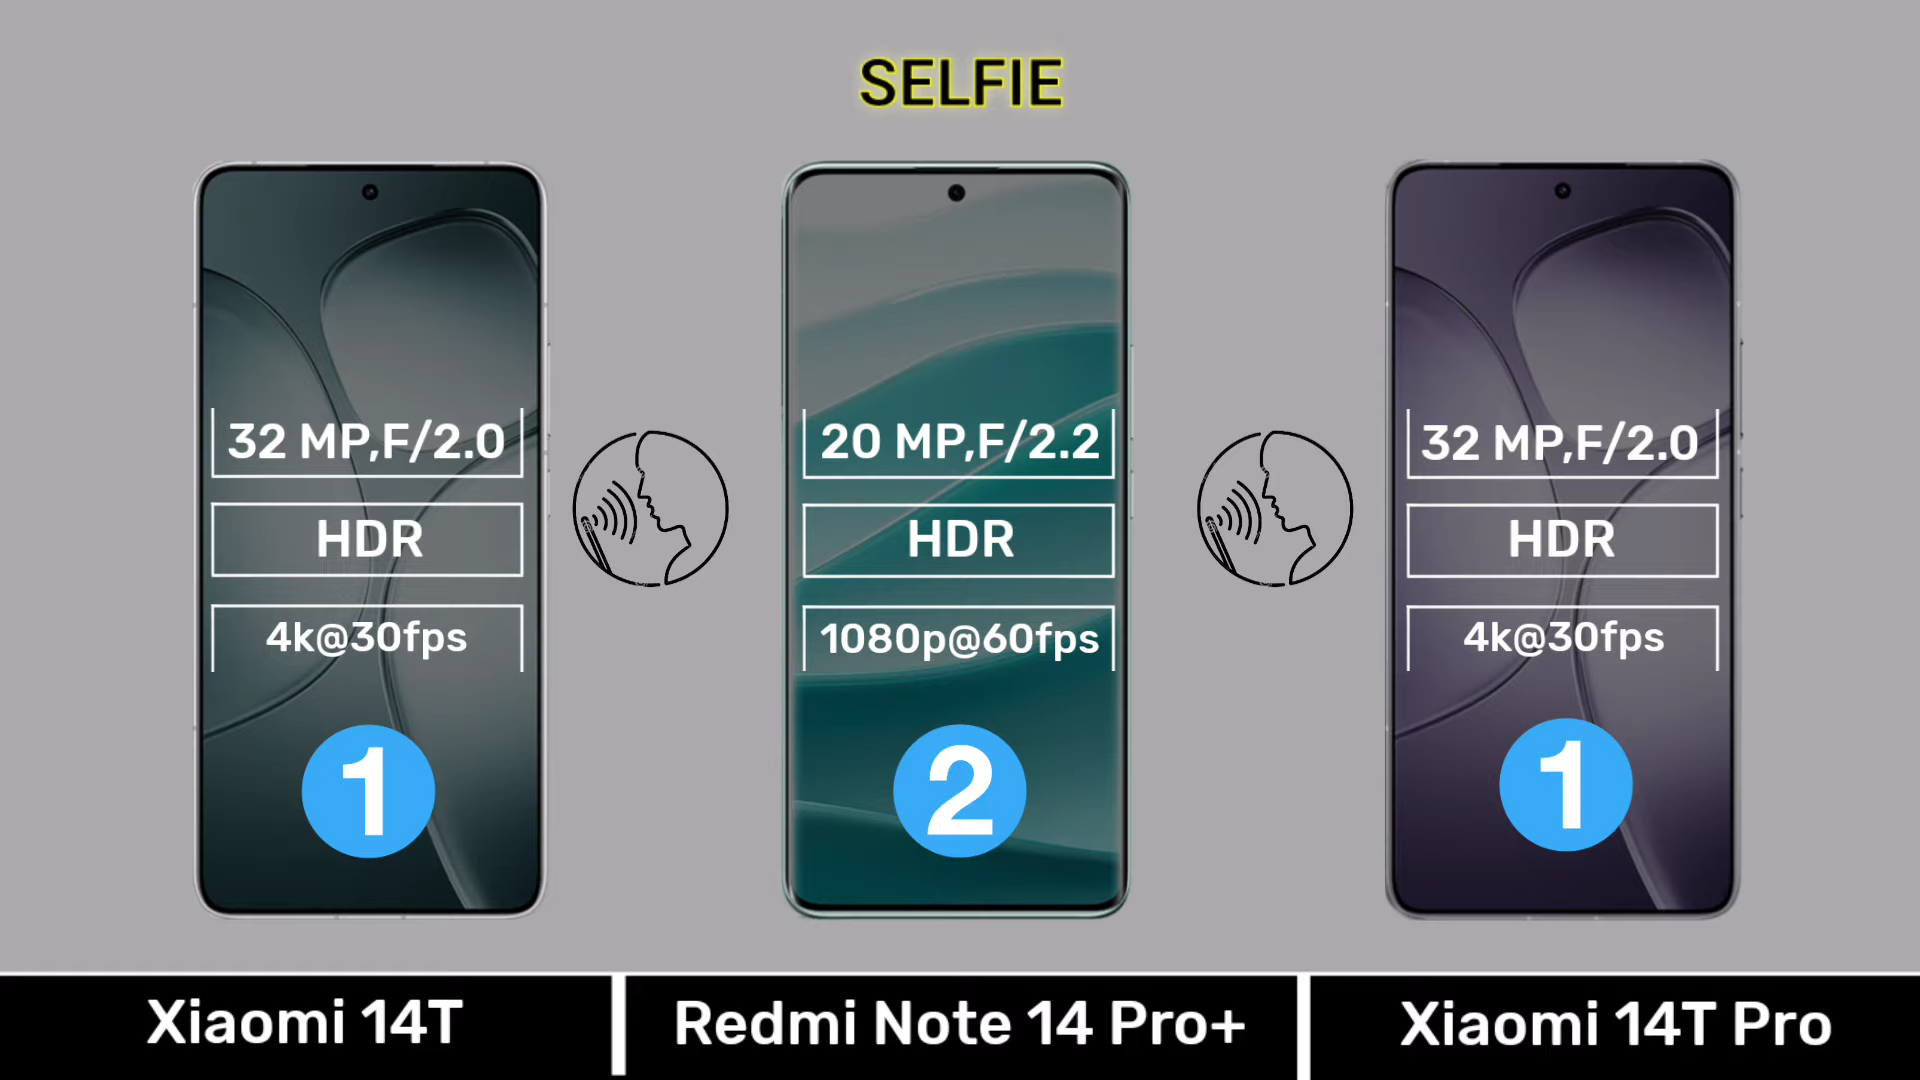 SELFIE
32 MP,F/2.0
HDR
4k@30fps
1
20 MP,F/2.2
HDR
1080p@60fps
2
32 MP,F/2.0
HDR
4k@30fps
1
Xiaomi 14T
Redmi Note 14 Pro+
Xiaomi 14T Pro